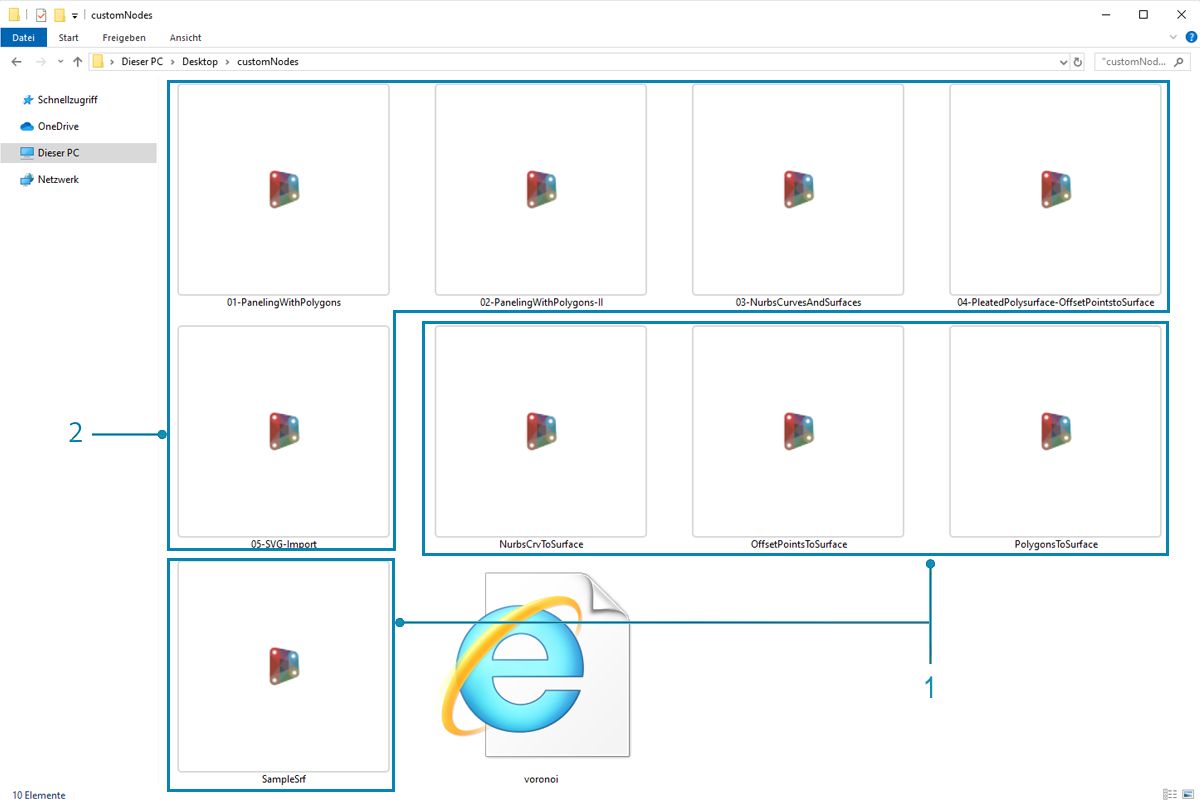 customNodes
Datei Start Freigeben Ansicht
Dieser PC Desktop customNodes "customNod...
Schnellzugriff
OneDrive
Dieser PC
Netzwerk
01-PanelingWithPolygons 02-PanelingWithPolygons-II 03-NurbsCurvesAndSurfaces 04-PleatedPolysurface-OffsetPointstoSurface
2
05-SVG-Import NurbsCrvToSurface OffsetPointsToSurface PolygonsToSurface
1
SampleSrf voronoi
10 Elemente